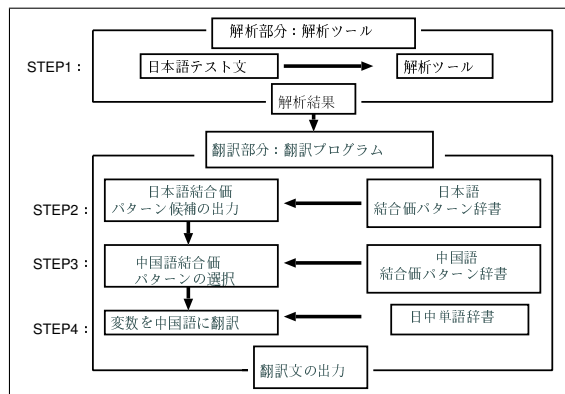 解析部分：解析ツール
STEP1：
日本語テスト文
解析ツール
解析結果
翻訳部分：翻訳プログラム
STEP2：
日本語結合価
パターン候補の出力
日本語
結合価パターン辞書
STEP3：
中国語結合価
パターンの選択
中国語
結合価パターン辞書
STEP4：
変数を中国語に翻訳
日中単語辞書
翻訳文の出力